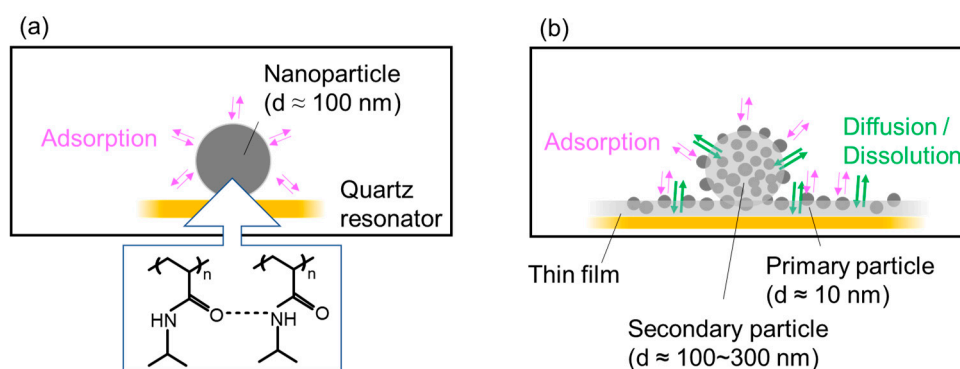 (a)
Nanoparticle
(d ≈ 100 nm)
Adsorption
Quartz
resonator
n
n
HN
O
NH
O
(b)
Adsorption
Diffusion /
Dissolution
Thin film
Primary particle
(d ≈ 10 nm)
Secondary particle
(d ≈ 100~300 nm)